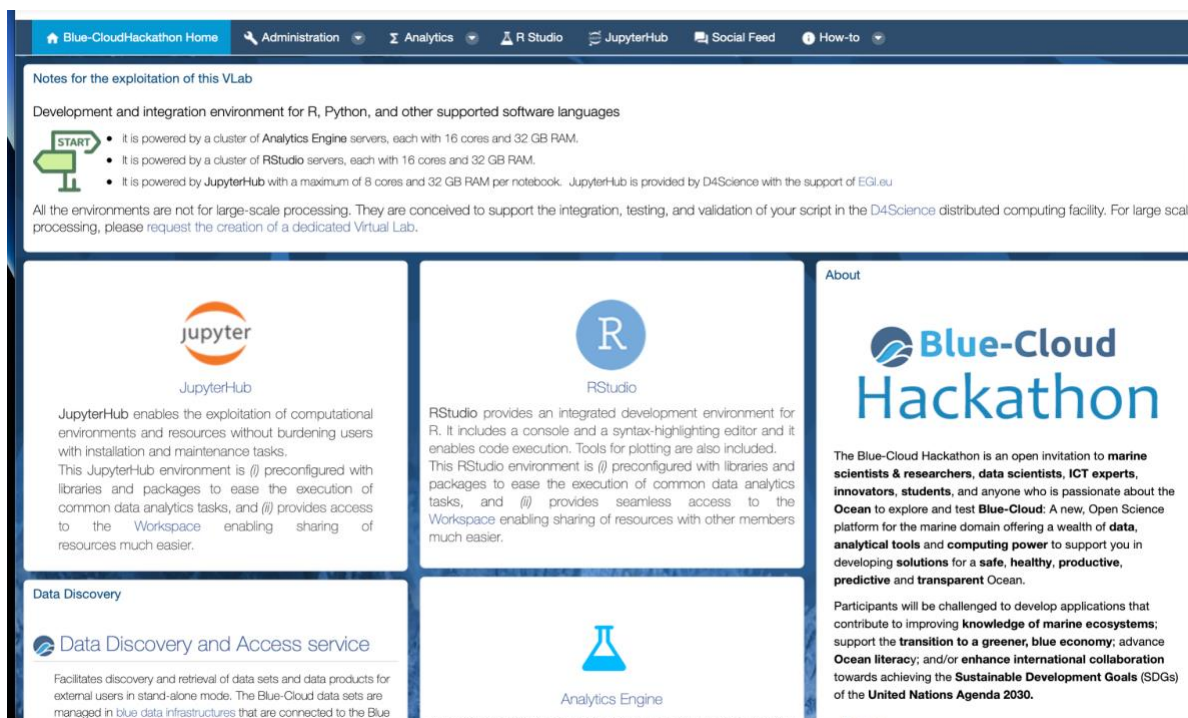 Blue-CloudHackathon Home Administration Σ Analytics R Studio JupyterHub Social Feed How-to
Notes for the exploitation of this VLab
Development and integration environment for R, Python, and other supported software languages
START
• it is powered by a cluster of Analytics Engine servers, each with 16 cores and 32 GB RAM.
• It is powered by a cluster of RStudio servers, each with 16 cores and 32 GB RAM.
• It is powered by JupyterHub with a maximum of 8 cores and 32 GB RAM per notebook. JupyterHub is provided by D4Science with the support of EGI.eu
All the environments are not for large-scale processing. They are conceived to support the integration, testing, and validation of your script in the D4Science distributed computing facility. For large scal
processing, please request the creation of a dedicated Virtual Lab.
jupyter
JupyterHub
JupyterHub enables the exploitation of computational
environments and resources without burdening users
with installation and maintenance tasks.
This JupyterHub environment is (i) preconfigured with
libraries and packages to ease the execution of
common data analytics tasks, and (ii) provides access
to the Workspace enabling sharing of
resources much easier.
R
RStudio
RStudio provides an integrated development environment for
R. It includes a console and a syntax-highlighting editor and it
enables code execution. Tools for plotting are also included.
This RStudio environment is (i) preconfigured with libraries and
packages to ease the execution of common data analytics
tasks, and (ii) provides seamless access to the
Workspace enabling sharing of resources with other members
much easier.
About
Blue-Cloud
Hackathon
The Blue-Cloud Hackathon is an open invitation to marine
scientists & researchers, data scientists, ICT experts,
innovators, students, and anyone who is passionate about the
Ocean to explore and test Blue-Cloud: A new, Open Science
platform for the marine domain offering a wealth of data,
analytical tools and computing power to support you in
developing solutions for a safe, healthy, productive,
predictive and transparent Ocean.
Participants will be challenged to develop applications that
contribute to improving knowledge of marine ecosystems;
support the transition to a greener, blue economy; advance
Ocean literacy; and/or enhance international collaboration
towards achieving the Sustainable Development Goals (SDGs)
of the United Nations Agenda 2030.
Data Discovery
Data Discovery and Access service
Facilitates discovery and retrieval of data sets and data products for
external users in stand-alone mode. The Blue-Cloud data sets are
managed in blue data infrastructures that are connected to the Blue
Analytics Engine